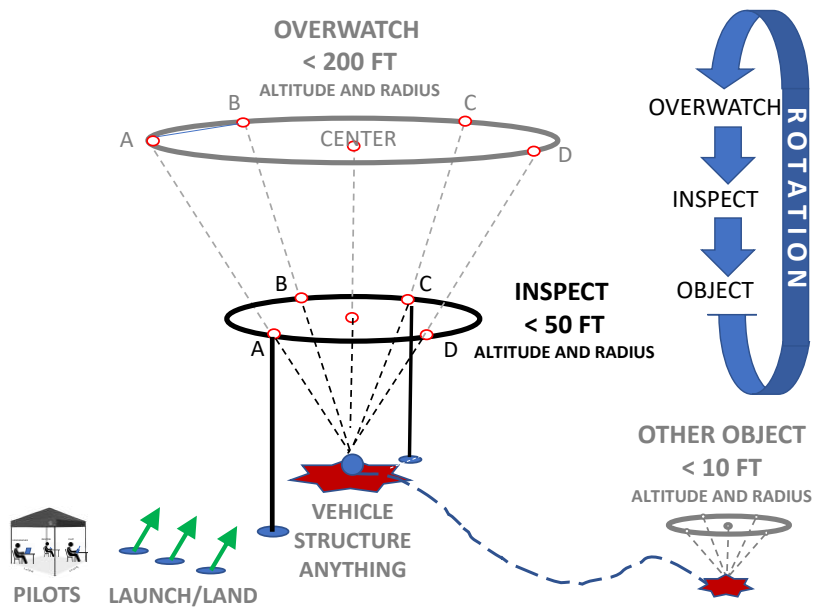 OVERWATCH
< 200 FT
ALTITUDE AND RADIUS
A
B
C
D
CENTER
B
C
A
D
INSPECT
< 50 FT
ALTITUDE AND RADIUS
VEHICLE
STRUCTURE
ANYTHING
PILOTS
LAUNCH/LAND
OVERWATCH
INSPECT
OBJECT
ROTATION
OTHER OBJECT
< 10 FT
ALTITUDE AND RADIUS